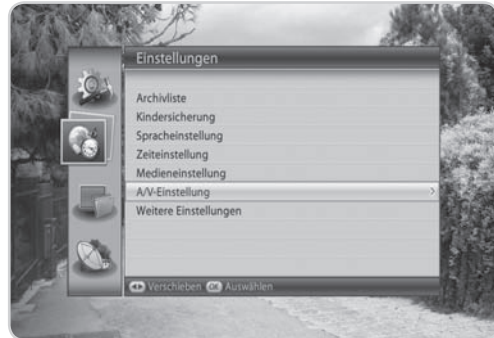 Einstellungen
Archivliste
Kindersicherung
Spracheinstellung
Zeiteinstellung
Medieneinstellung
A/V-Einstellung
Weitere Einstellungen
Verschieben OK Auswählen